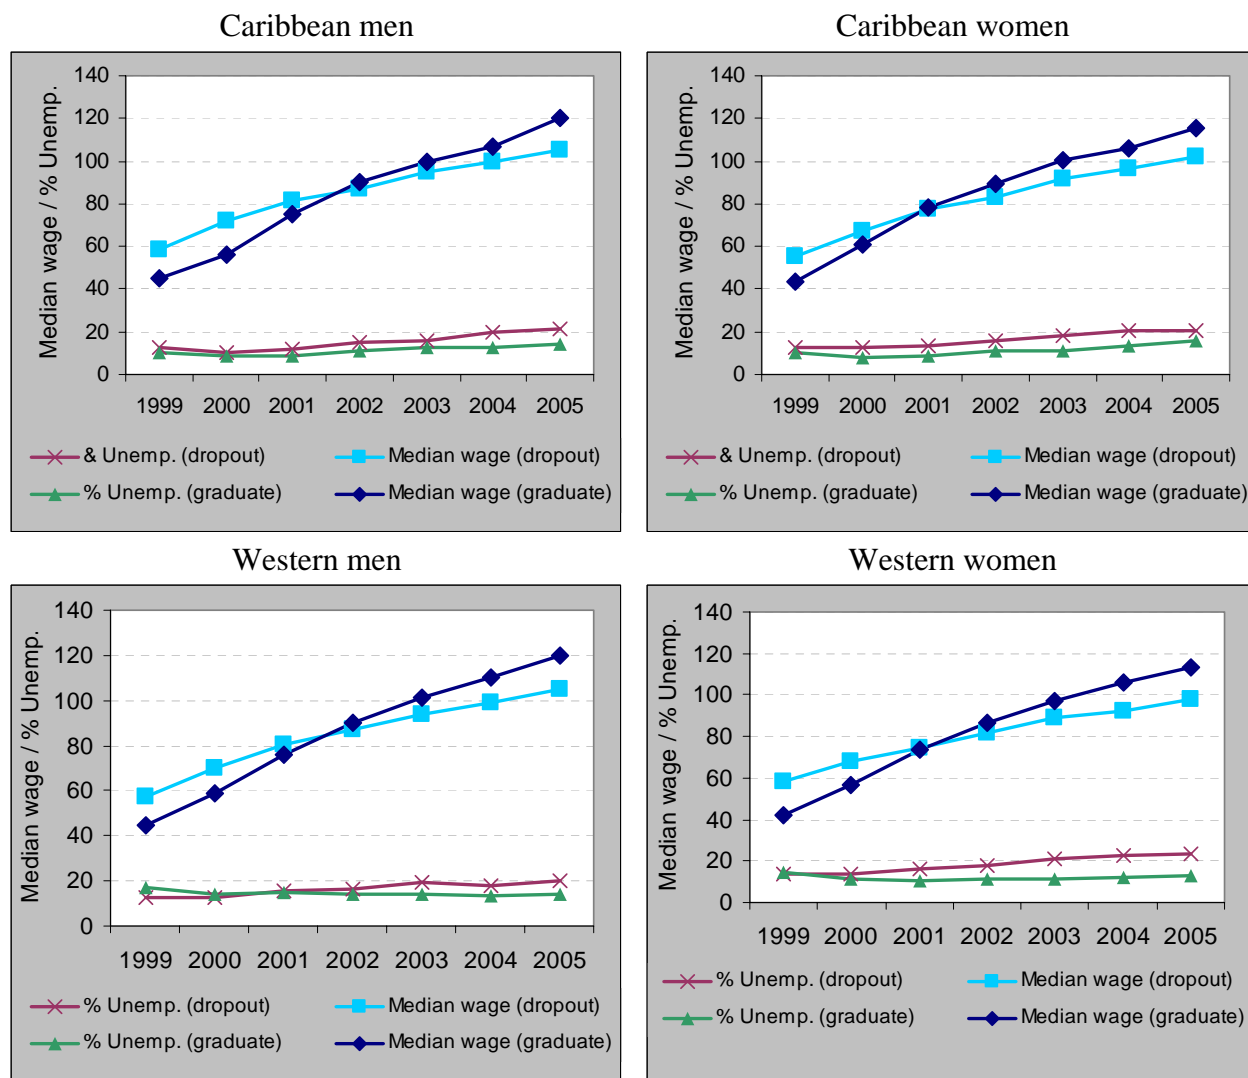 Caribbean men
Median wage / % Unemp.
140
120
100
80
60
40
20
0
1999 2000 2001 2002 2003 2004 2005
& Unemp. (dropout) Median wage (dropout)
% Unemp. (graduate) Median wage (graduate)
Caribbean women
Median wage / % Unemp.
140
120
100
80
60
40
20
0
1999 2000 2001 2002 2003 2004 2005
& Unemp. (dropout) Median wage (dropout)
% Unemp. (graduate) Median wage (graduate)
Western men
Median wage / % Unemp.
140
120
100
80
60
40
20
0
1999 2000 2001 2002 2003 2004 2005
% Unemp. (dropout) Median wage (dropout)
% Unemp. (graduate) Median wage (graduate)
Western women
Median wage / % Unemp.
140
120
100
80
60
40
20
0
1999 2000 2001 2002 2003 2004 2005
% Unemp. (dropout) Median wage (dropout)
% Unemp. (graduate) Median wage (graduate)